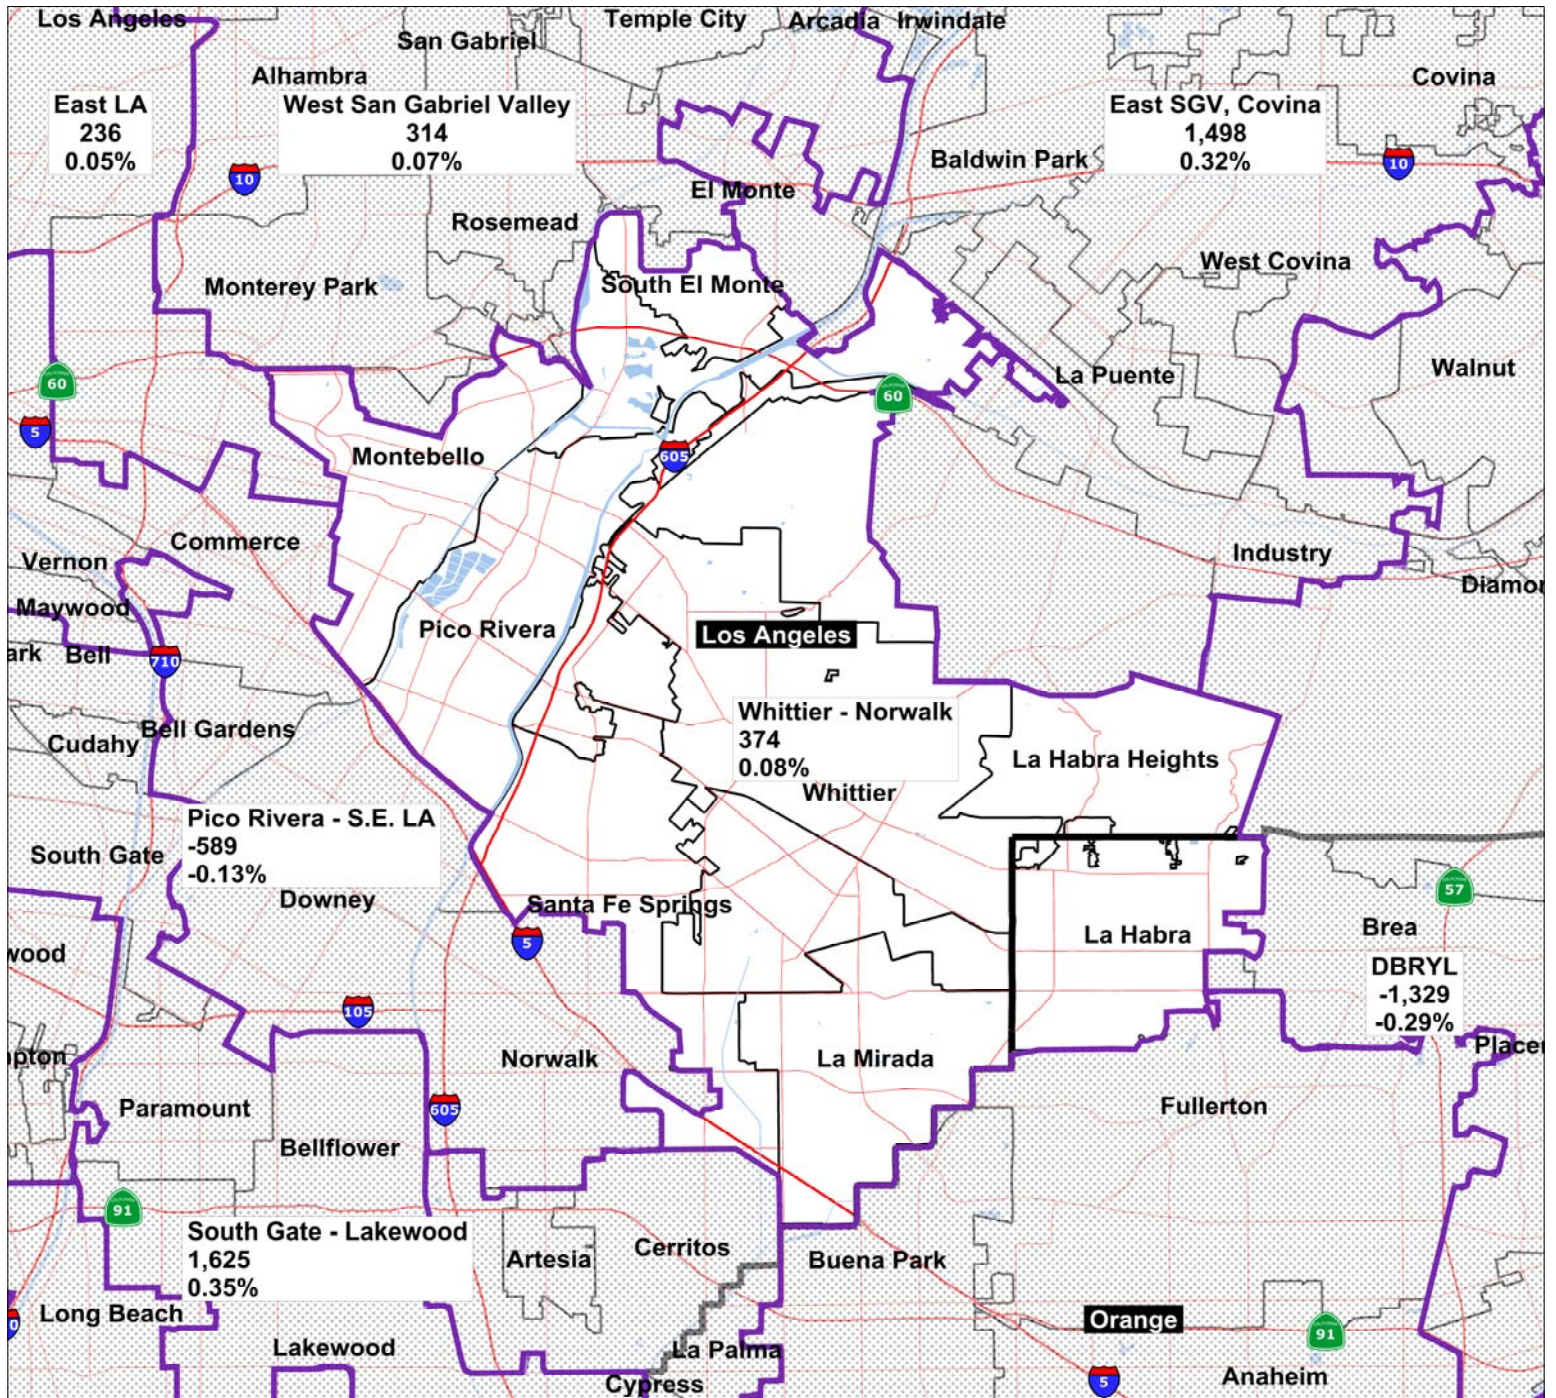 Los Angeles
Temple City
Arcadia
Irwindale
San Gabriel
Alhambra
Covina
East LA
236
0.05%
West San Gabriel Valley
314
0.07%
East SGV, Covina
1,498
0.32%
10
Baldwin Park
10
El Monte
Rosemead
West Covina
South El Monte
Monterey Park
60
La Puente
Walnut
60
5
Montebello
605
Commerce
Industry
Vernon
Diamor
Maywood
Pico Rivera
Los Angeles
ark
Bell
710
Whittier - Norwalk
374
0.08%
Bell Gardens
Cudahy
La Habra Heights
Whittier
Pico Rivera - S.E. LA
-589
-0.13%
South Gate
Downey
Santa Fe Springs
57
5
La Habra
Brea
wood
DBRYL
-1,329
-0.29%
105
Norwalk
La Mirada
Placer
npton
605
Paramount
Fullerton
Bellflower
91
South Gate - Lakewood
1,625
0.35%
Artesia
Cerritos
Buena Park
Long Beach
0
Orange
91
Lakewood
La Palma
5
Anaheim
Cypress